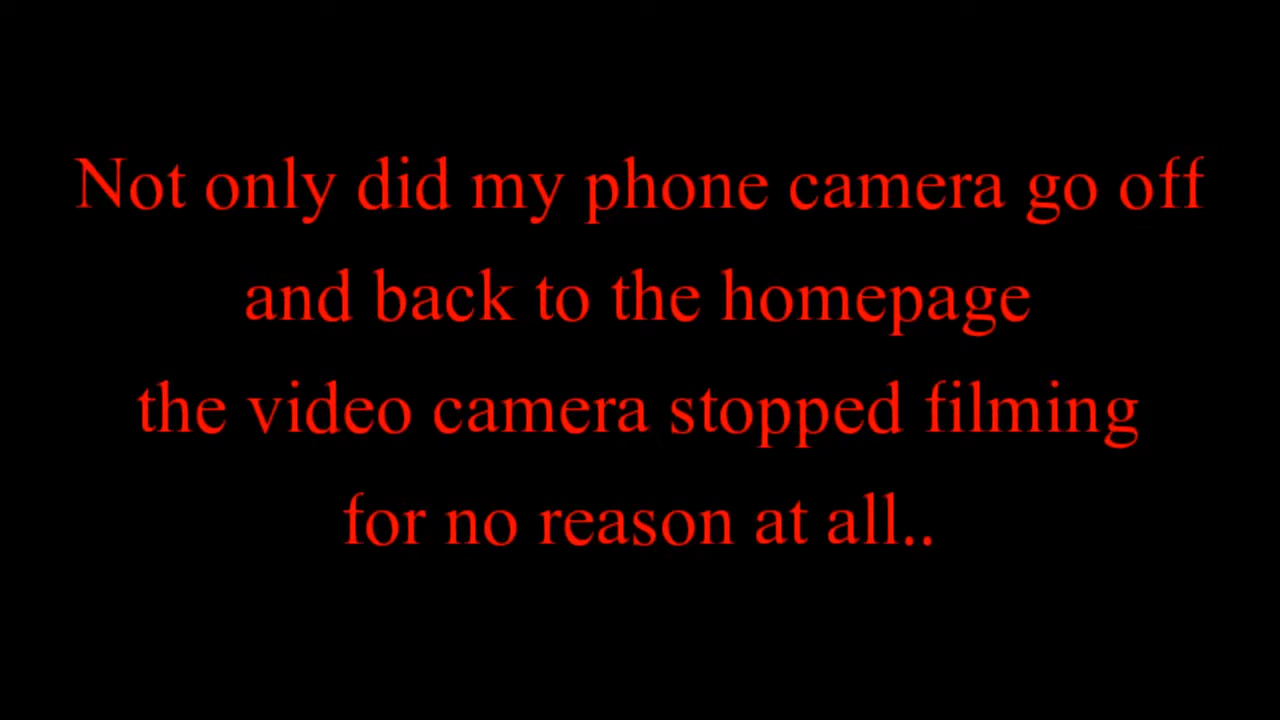 Not only did my phone camera go off
and back to the homepage
the video camera stopped filming
for no reason at all..